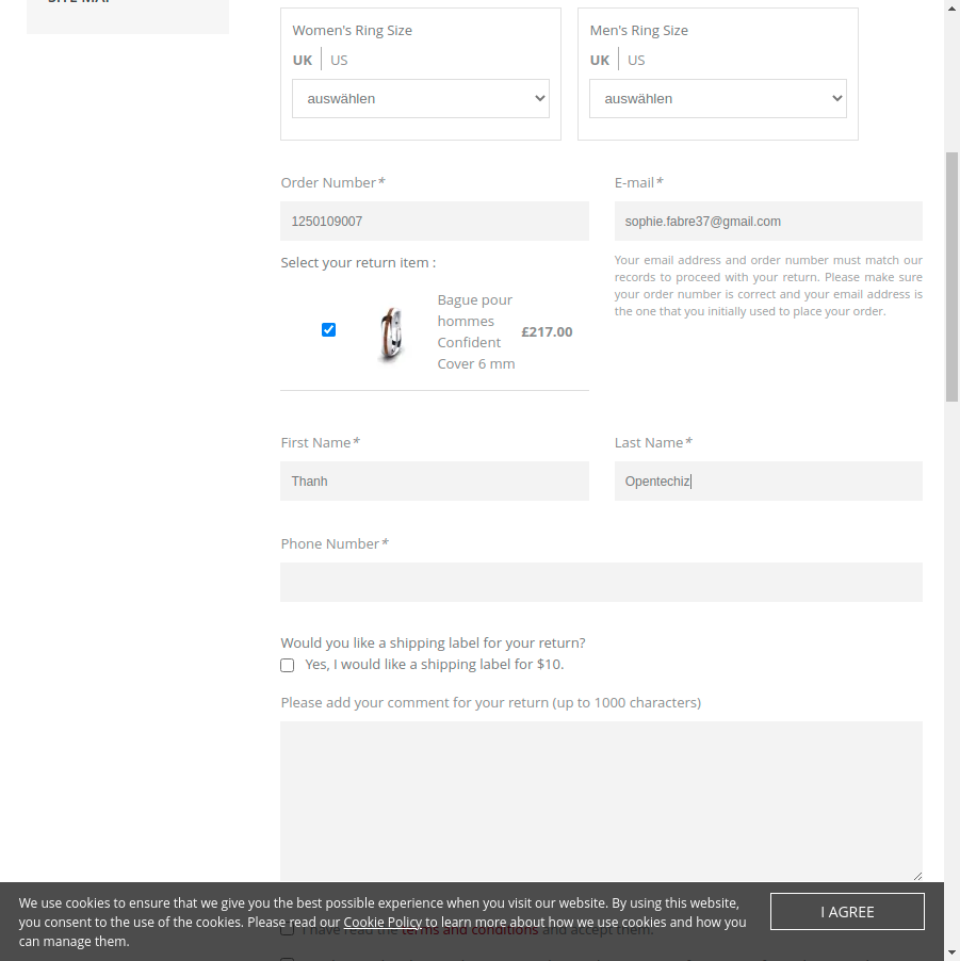 Women's Ring Size
Men's Ring Size
UK US
UK US
auswählen
auswählen
Order Number*
E-mail*
1250109007
sophie.fabre37@gmail.com
Select your return item :
Your email address and order number must match our
records to proceed with your return. Please make sure
your order number is correct and your email address is
the one that you initially used to place your order.
Bague pour
hommes
Confident
Cover 6 mm
£217.00
First Name*
Last Name*
Thanh
Opentechiz
Phone Number*
Would you like a shipping label for your return?
Yes, I would like a shipping label for $10.
Please add your comment for your return (up to 1000 characters)
We use cookies to ensure that we give you the best possible experience when you visit our website. By using this website,
you consent to the use of the cookies. Please read our Cookie Policy to learn more about how we use cookies and how you
can manage them.
I AGREE
I have read the terms and conditions and accept them.